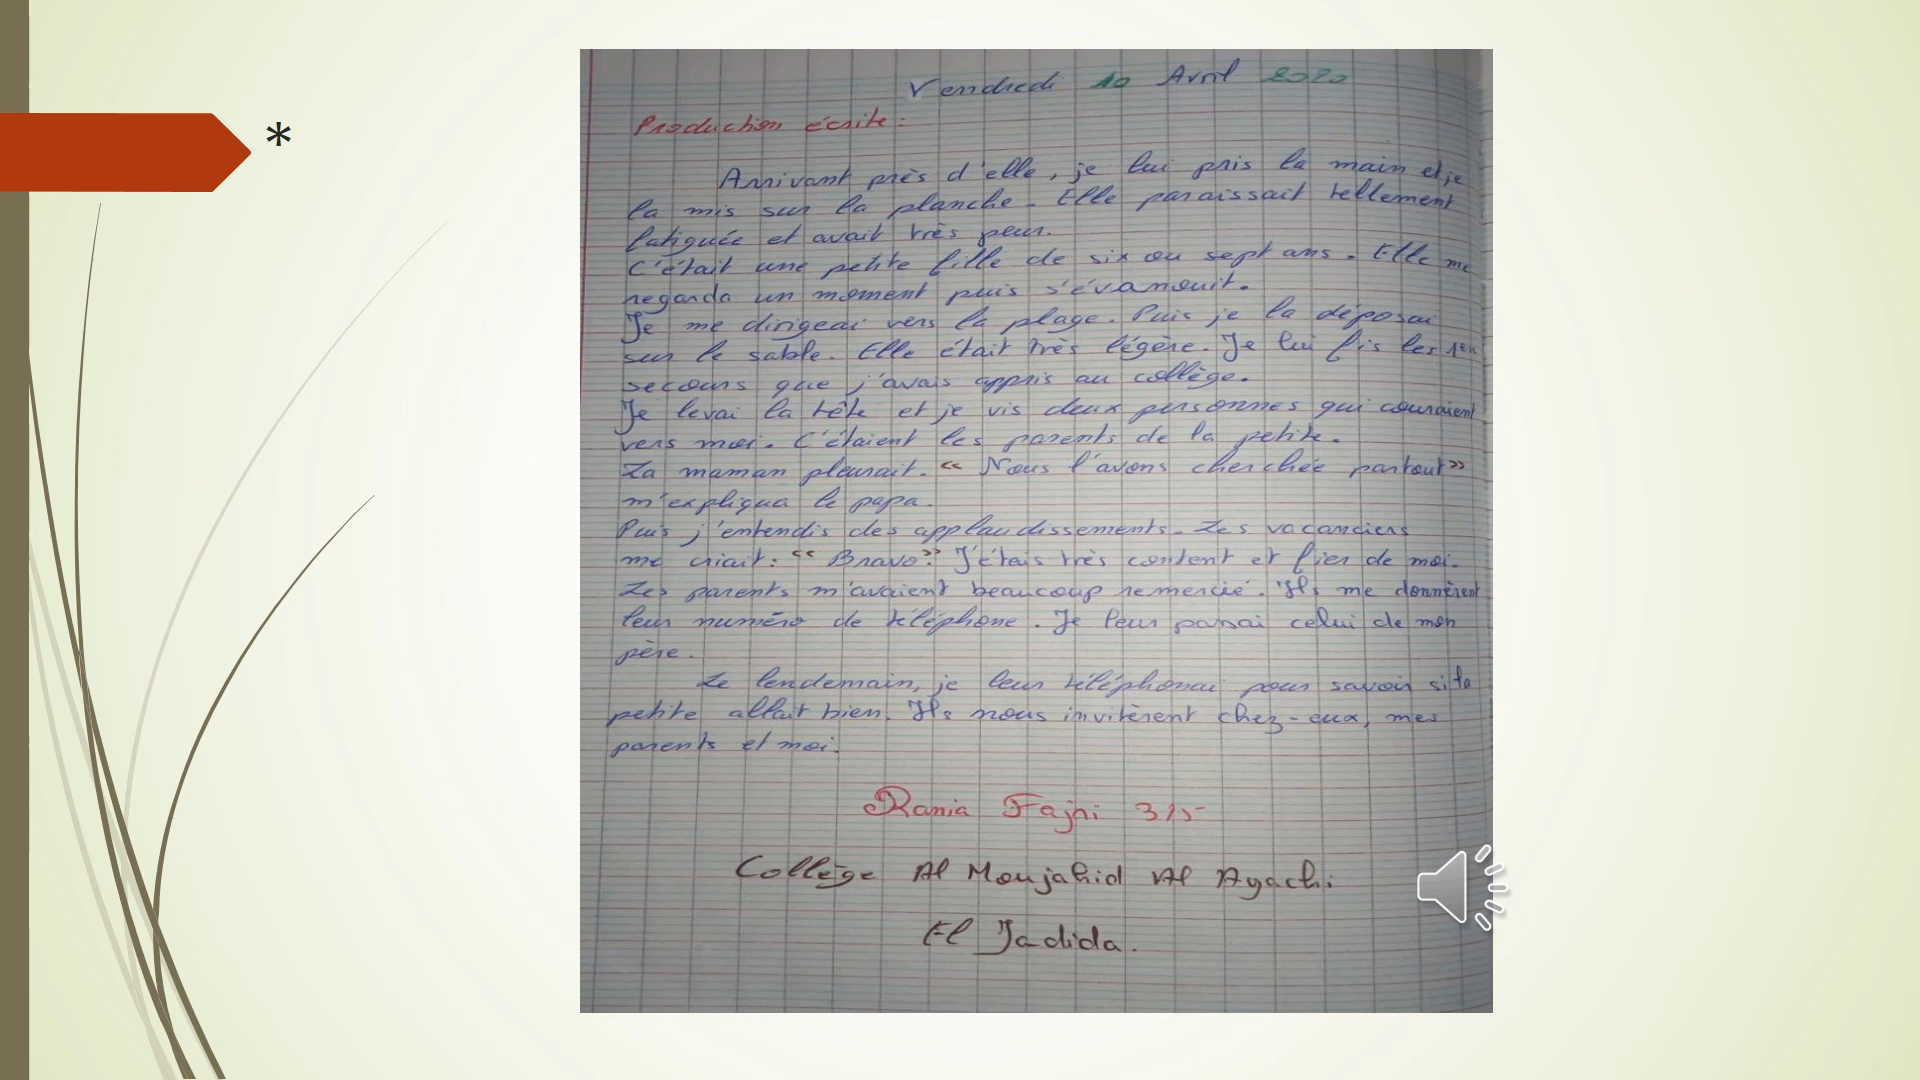 *
Vendredi 10 Avril 2020
Production écrite :
Arrivant près d'elle, je lui pris la main et je
la mis sur la planche. Elle paraissait tellement
fatiguée et avait très peur.
C'était une petite fille de six ou sept ans. Elle me
regarda un moment puis s'évanouit.
Je me dirigeai vers la plage. Puis je la déposai
sur le sable. Elle était très légère. Je lui fis les 1ers
secours que j'avais appris au collège.
Je levai la tête et je vis deux personnes qui couraient
vers moi. C'étaient les parents de la petite.
La maman pleurait. << Nous l'avons cherchée partout >>
m'expliqua le papa.
Puis j'entendis des applaudissements. Les vacanciers
me criait : << Bravo >>. J'étais très content et fier de moi.
Les parents m'avaient beaucoup remercié. Ils me donnèrent
leur numéro de téléphone. Je leur passai celui de mon
père.
Le lendemain, je leur téléphonai pour savoir si la
petite allait bien. Ils nous invitèrent chez-eux, mes
parents et moi.
Rania Fajri 3/5
Collège Al Moujahid Al Ayachi
El Jadida.